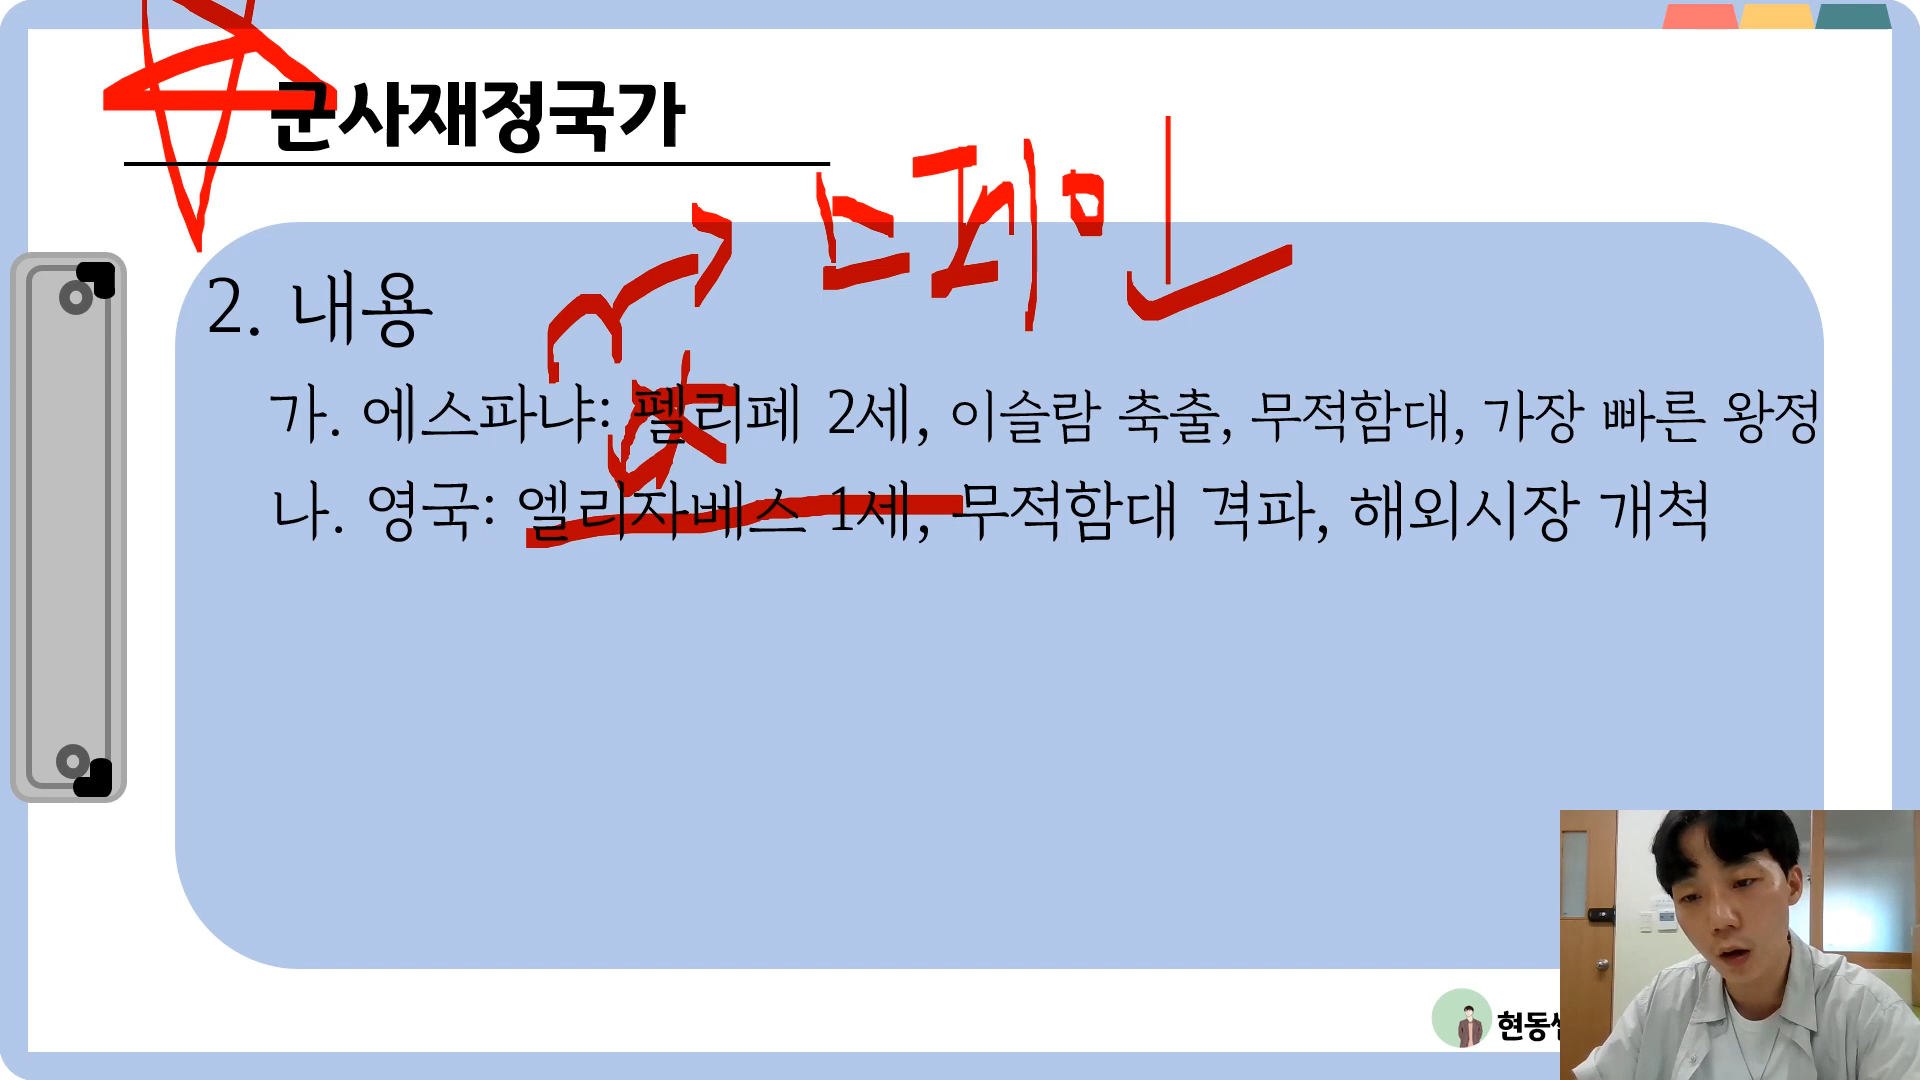 군사재정국가
스페인
2. 내용
가. 에스파냐: 펠리페 2세, 이슬람 축출, 무적함대, 가장 빠른 왕정
나. 영국: 엘리자베스 1세, 무적함대 격파, 해외시장 개척
현동